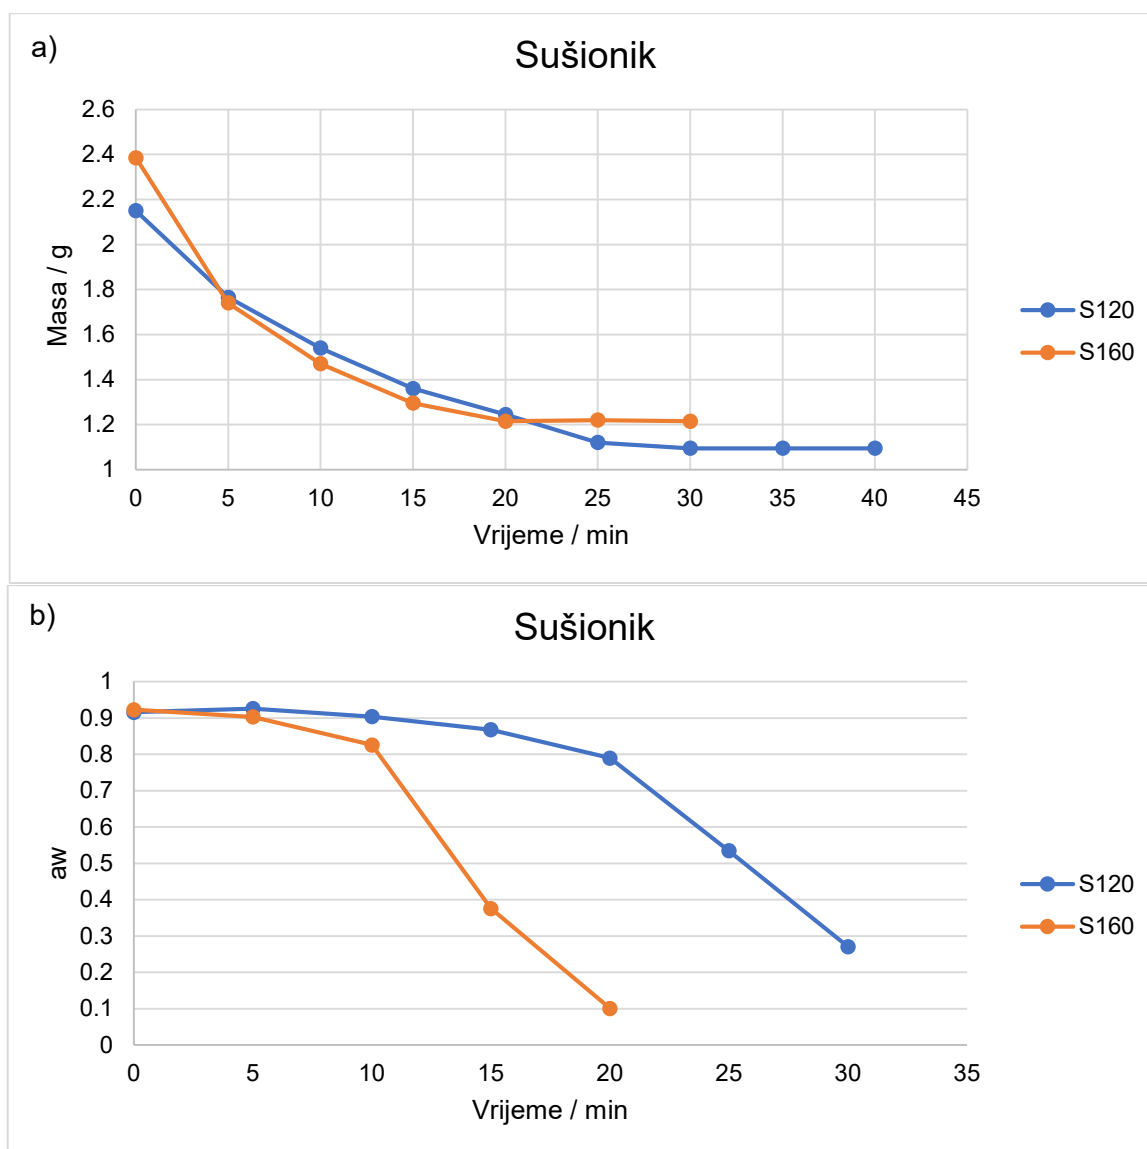 a)
Sušionik
2.6
2.4
2.2
2
1.8
1.6
1.4
1.2
1
Masa / g
0 5 10 15 20 25 30 35 40 45
Vrijeme / min
S120
S160
b)
Sušionik
1
0.9
0.8
0.7
0.6
0.5
0.4
0.3
0.2
0.1
0
aw
0 5 10 15 20 25 30 35
Vrijeme / min
S120
S160